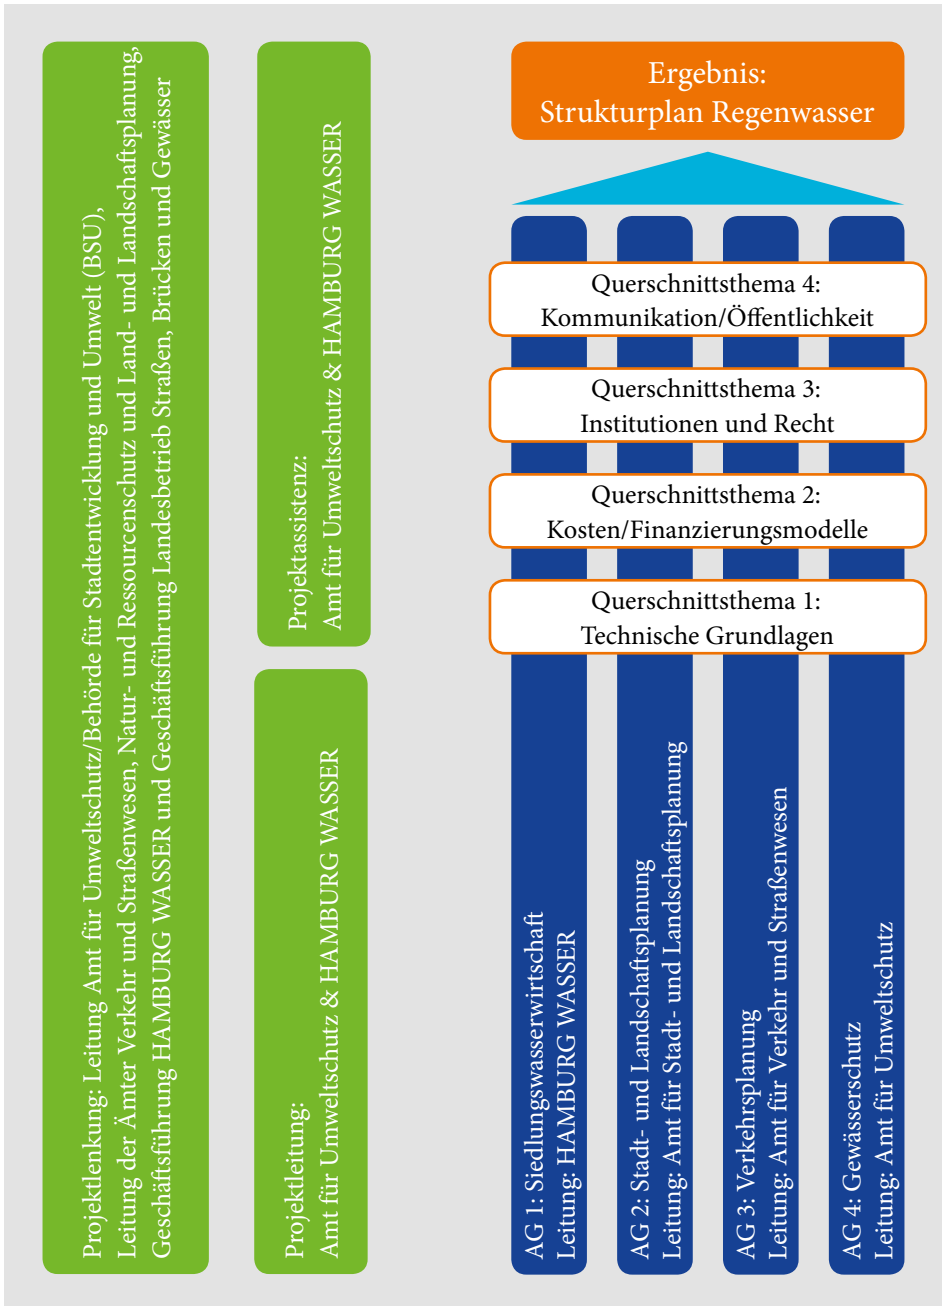 Projektlenkung: Leitung Amt für Umweltschutz/Behörde für Stadtentwicklung und Umwelt (BSU),
Leitung der Ämter Verkehr und Straßenwesen, Natur- und Ressourcenschutz und Land- und Landschaftsplanung,
Geschäftsführung HAMBURG WASSER und Geschäftsführung Landesbetrieb Straßen, Brücken und Gewässer
Projektassistenz:
Amt für Umweltschutz & HAMBURG WASSER
Projektleitung:
Amt für Umweltschutz & HAMBURG WASSER
Ergebnis:
Strukturplan Regenwasser
Querschnittsthema 4:
Kommunikation/Öffentlichkeit
Querschnittsthema 3:
Institutionen und Recht
Querschnittsthema 2:
Kosten/Finanzierungsmodelle
Querschnittsthema 1:
Technische Grundlagen
AG 1: Siedlungswasserwirtschaft
Leitung: HAMBURG WASSER
AG 2: Stadt- und Landschaftsplanung
Leitung: Amt für Stadt- und Landschaftsplanung
AG 3: Verkehrsplanung
Leitung: Amt für Verkehr und Straßenwesen
AG 4: Gewässerschutz
Leitung: Amt für Umweltschutz